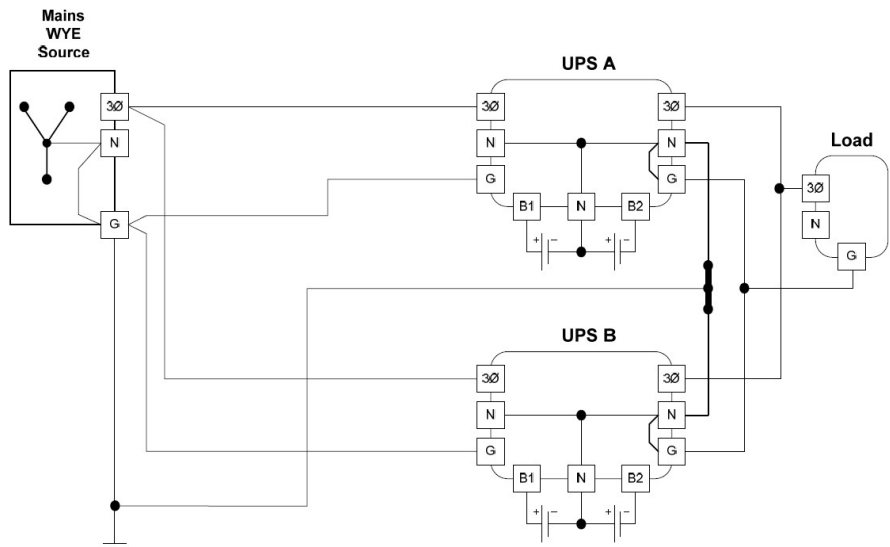 Mains
WYE
Source
UPS A
3Ø
3Ø
3Ø
N
N
N
Load
G
G
3Ø
B1
N
B2
N
G
+
−
+
−
G
UPS B
3Ø
3Ø
N
N
G
G
B1
N
B2
+
−
+
−